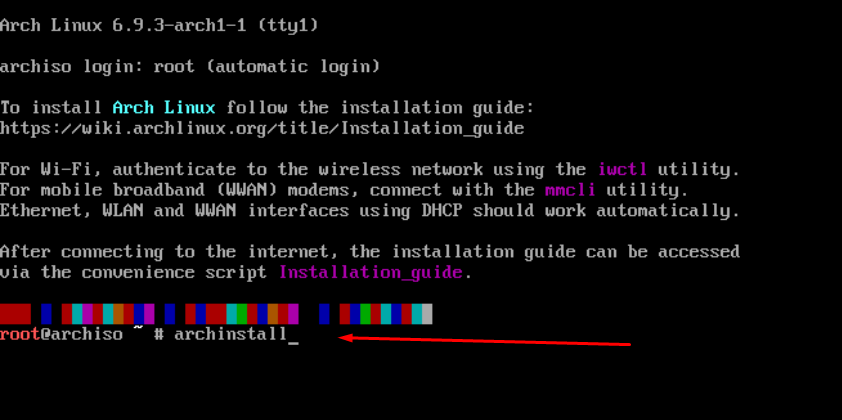 Arch Linux 6.9.3-arch1-1 (tty1)
archiso login: root (automatic login)
To install Arch Linux follow the installation guide:
https://wiki.archlinux.org/title/Installation_guide
For Wi-Fi, authenticate to the wireless network using the iwctl utility.
For mobile broadband (WWAN) modems, connect with the mmcli utility.
Ethernet, WLAN and WWAN interfaces using DHCP should work automatically.
After connecting to the internet, the installation guide can be accessed
via the convenience script Installation_guide.
root@archiso ~ # archinstall_